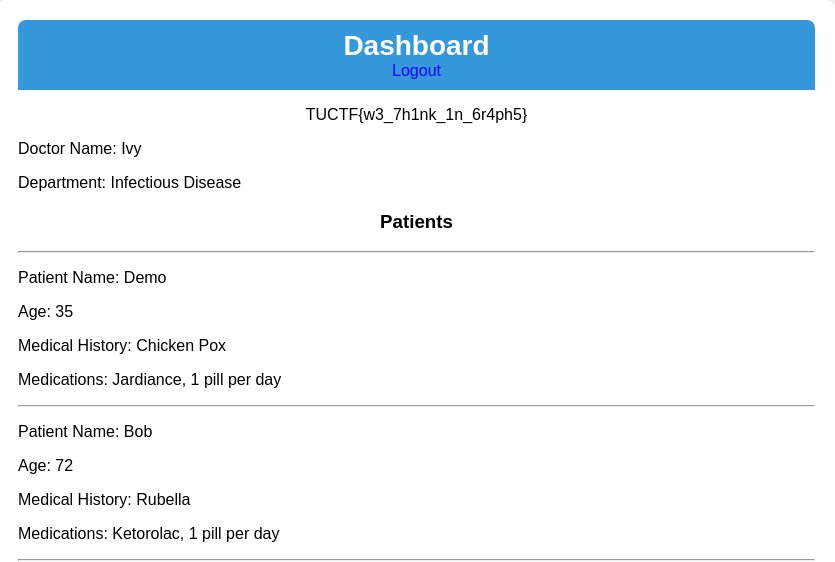 Dashboard
Logout
TUCTF{w3_7h1nk_1n_6r4ph5}
Doctor Name: Ivy
Department: Infectious Disease
Patients
Patient Name: Demo
Age: 35
Medical History: Chicken Pox
Medications: Jardiance, 1 pill per day
Patient Name: Bob
Age: 72
Medical History: Rubella
Medications: Ketorolac, 1 pill per day